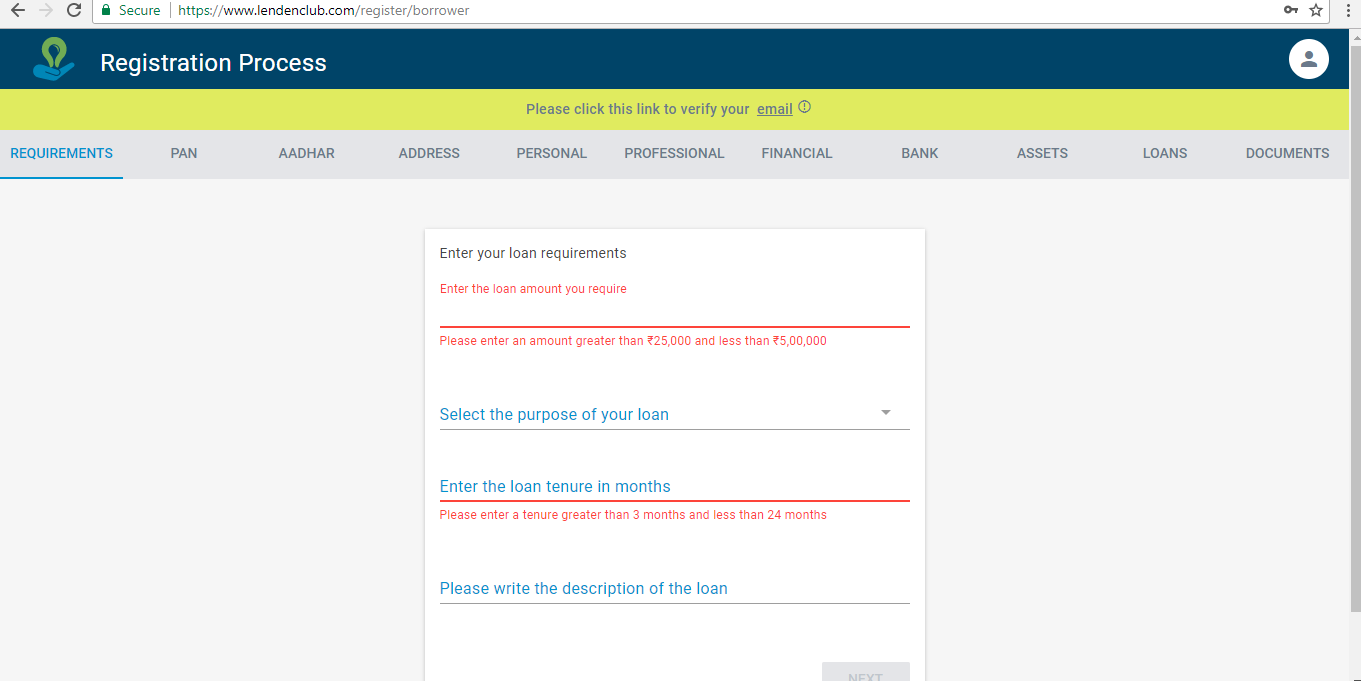 Secure https://www.lendenclub.com/register/borrower
Registration Process
Please click this link to verify your email
REQUIREMENTS PAN AADHAR ADDRESS PERSONAL PROFESSIONAL FINANCIAL BANK ASSETS LOANS DOCUMENTS
Enter your loan requirements
Enter the loan amount you require
Please enter an amount greater than ₹25,000 and less than ₹5,00,000
Select the purpose of your loan
Enter the loan tenure in months
Please enter a tenure greater than 3 months and less than 24 months
Please write the description of the loan
NEXT